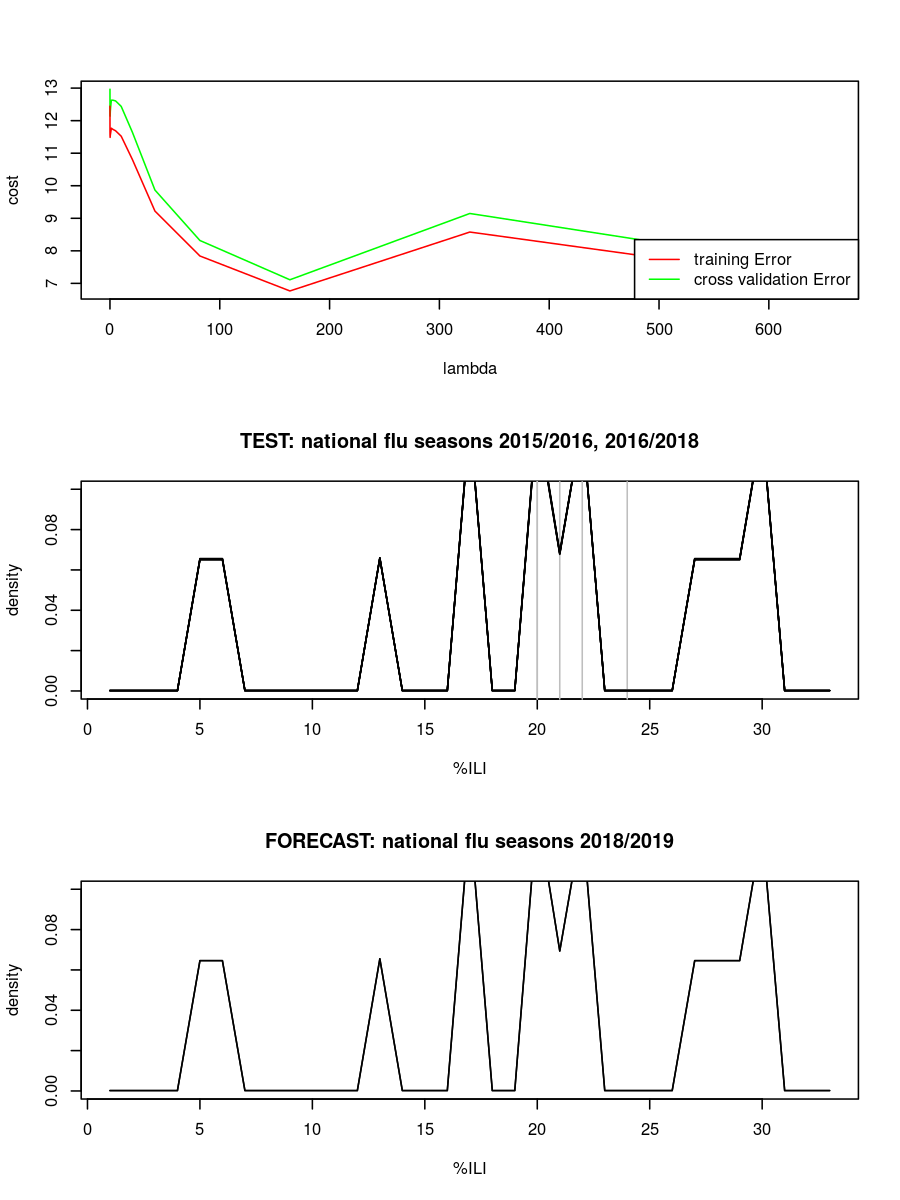 13
12
11
10
9
8
7
cost
training Error
cross validation Error
0 100 200 300 400 500 600
lambda
TEST: national flu seasons 2015/2016, 2016/2018
0.08
0.04
0.00
density
0 5 10 15 20 25 30
%ILI
FORECAST: national flu seasons 2018/2019
0.08
0.04
0.00
density
0 5 10 15 20 25 30
%ILI